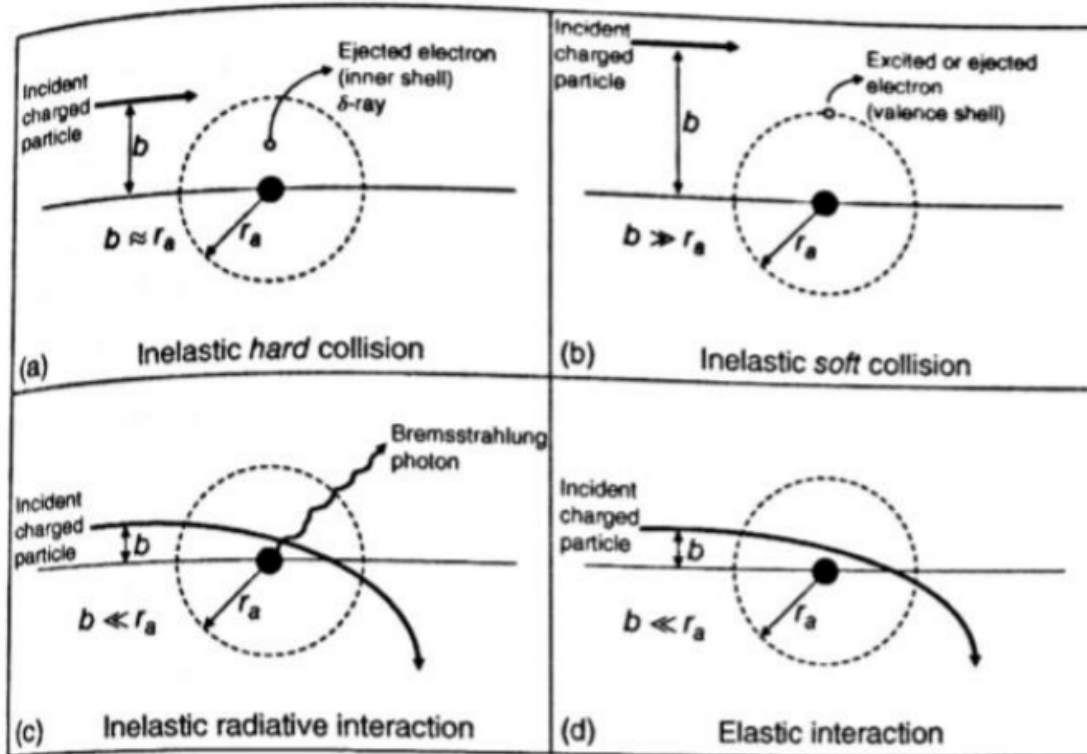 Incident
charged
particle
b
Ejected electron
(inner shell)
δ-ray
b ≈ rₐ
rₐ
(a)
Inelastic hard collision
Incident
charged
particle
b
Excited or ejected
electron
(valence shell)
b ≫ rₐ
rₐ
(b)
Inelastic soft collision
Incident
charged
particle
b
Bremsstrahlung
photon
b ≪ rₐ
rₐ
(c)
Inelastic radiative interaction
Incident
charged
particle
b
b ≪ rₐ
rₐ
(d)
Elastic interaction